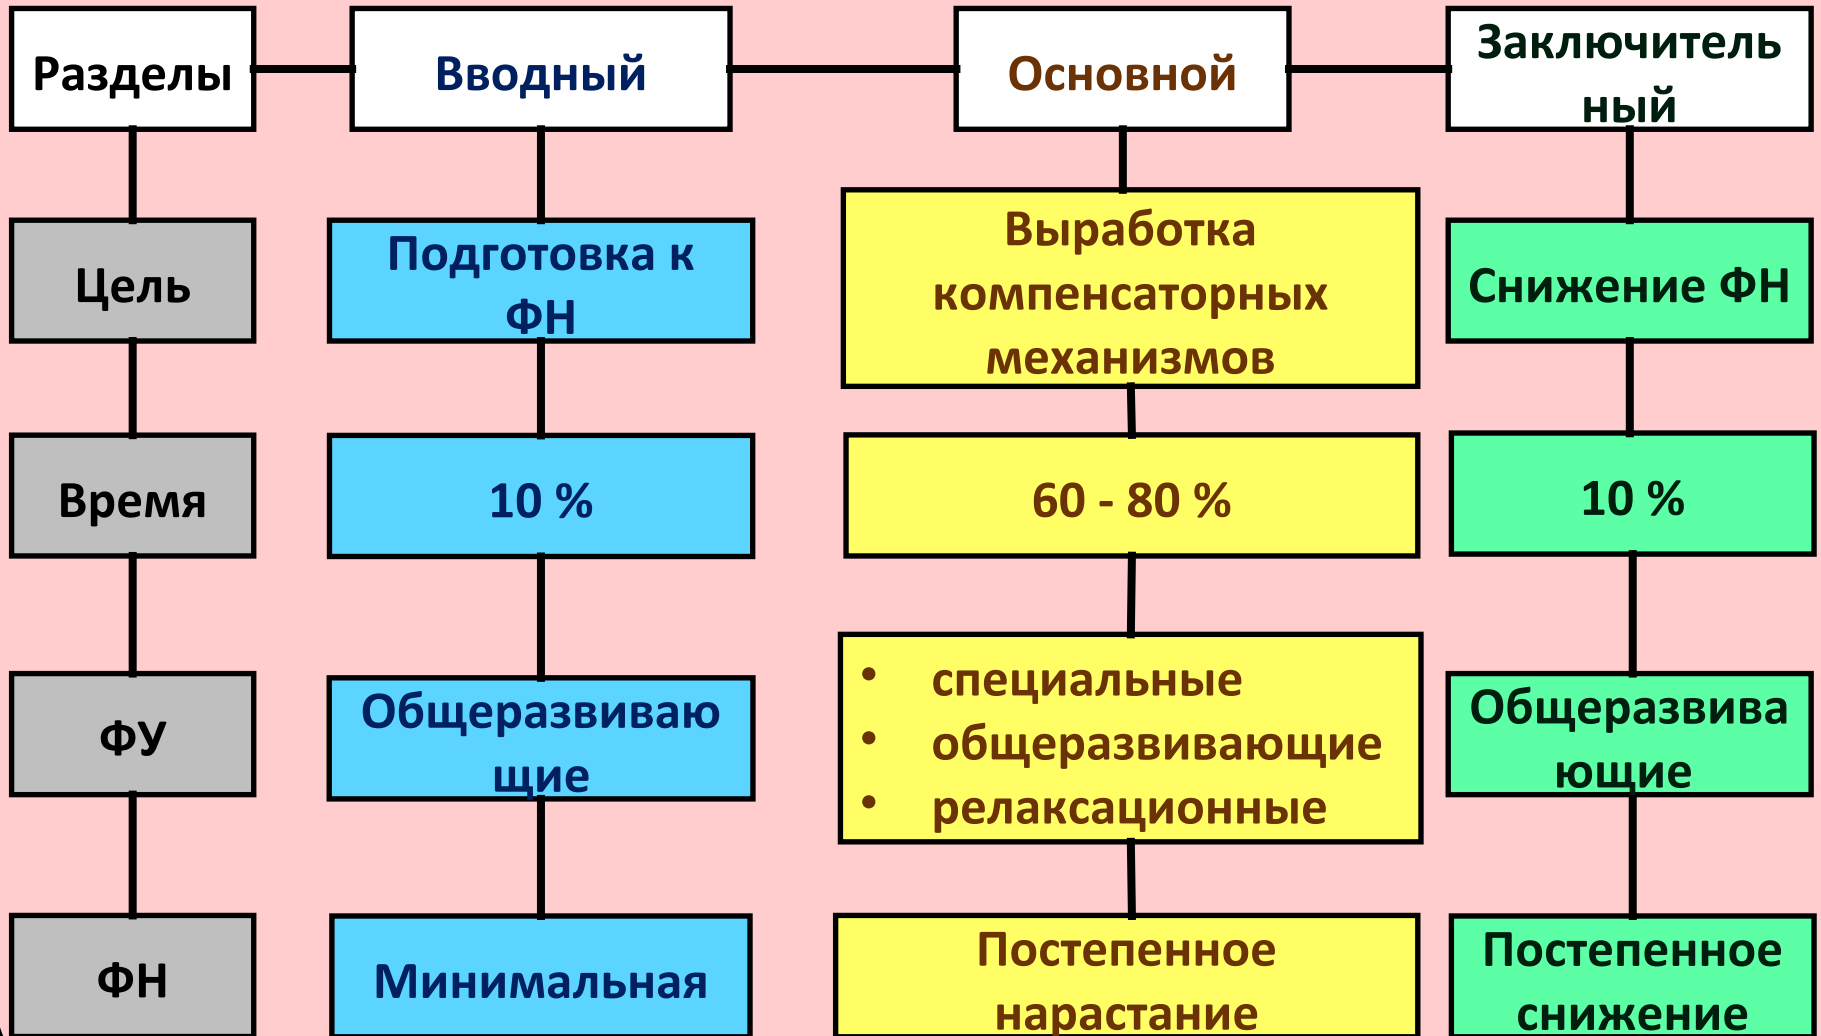 Разделы
Вводный
Основной
Заключитель
ный
Цель
Подготовка к
ФН
Выработка
компенсаторных
механизмов
Снижение ФН
Время
10 %
60 - 80 %
10 %
ФУ
Общеразвиваю
щие
• специальные
• общеразвивающие
• релаксационные
Общеразвива
ющие
ФН
Минимальная
Постепенное
нарастание
Постепенное
снижение